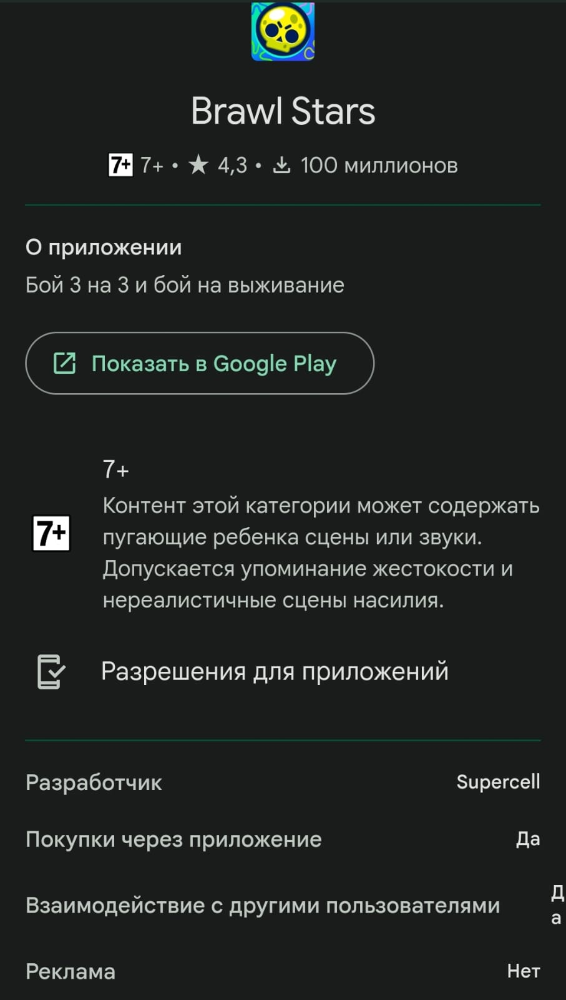 Brawl Stars
7+ 7+ • ★ 4,3 • 100 миллионов
О приложении
Бой 3 на 3 и бой на выживание
Показать в Google Play
7+
Контент этой категории может содержать
7+ пугающие ребенка сцены или звуки.
Допускается упоминание жестокости и
нереалистичные сцены насилия.
Разрешения для приложений
Разработчик Supercell
Покупки через приложение Да
Взаимодействие с другими пользователями Д
а
Реклама Нет